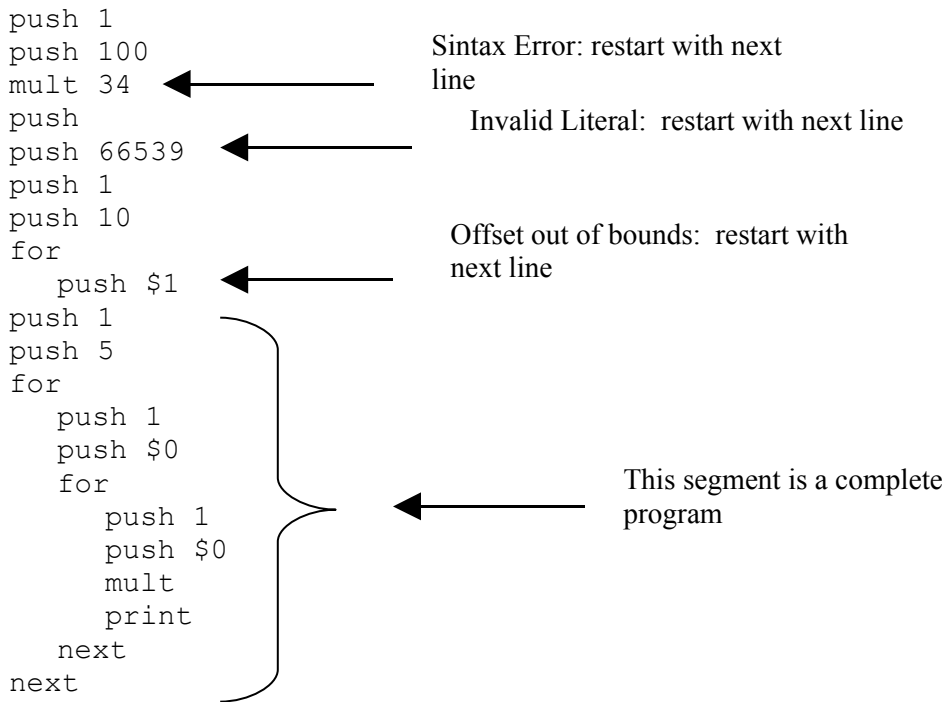 push 1
push 100
mult 34
push
push 66539
push 1
push 10
for
push $1
push 1
push 5
for
push 1
push $0
for
push 1
push $0
mult
print
next
next
Sintax Error: restart with next
line
Invalid Literal: restart with next line
Offset out of bounds: restart with
next line
This segment is a complete
program